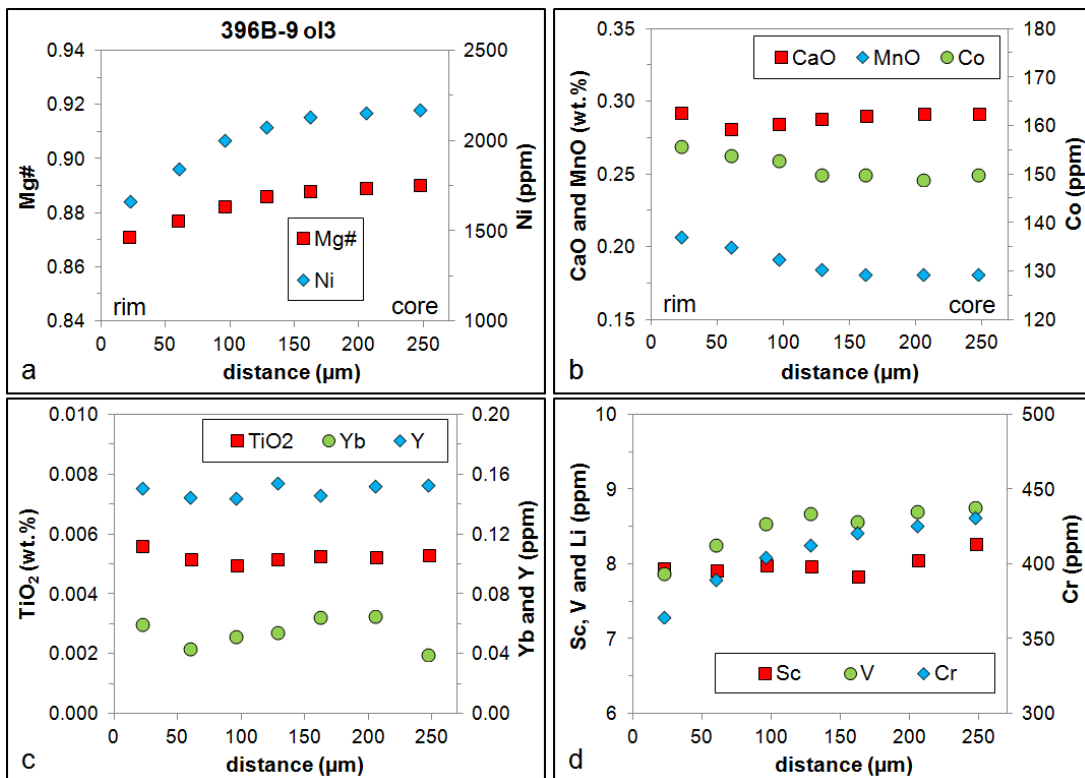 396B-9 ol3
0.94
0.92
0.90
0.88
0.86
0.84
Mg#
2500
2000
1500
1000
Ni (ppm)
Mg#
Ni
rim
core
0 50 100 150 200 250
distance (µm)
a
0.35
0.30
0.25
0.20
0.15
CaO and MnO (wt.%)
CaO MnO Co
180
170
160
150
140
130
120
Co (ppm)
rim
core
0 50 100 150 200 250
distance (µm)
b
0.010
0.008
0.006
0.004
0.002
0.000
TiO₂ (wt.%)
TiO2 Yb Y
0.20
0.16
0.12
0.08
0.04
0.00
Yb and Y (ppm)
0 50 100 150 200 250
distance (µm)
c
10
9
8
7
6
Sc, V and Li (ppm)
500
450
400
350
300
Cr (ppm)
Sc V Cr
0 50 100 150 200 250
distance (µm)
d